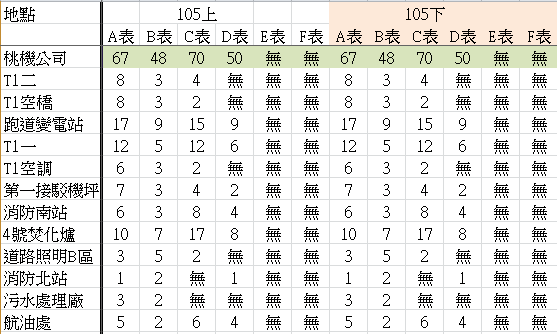 地點 105上 105下
A表 B表 C表 D表 E表 F表 A表 B表 C表 D表 E表 F表
桃機公司 67 48 70 50 無 無 67 48 70 50 無 無
T1二 8 3 4 無 無 無 8 3 4 無 無 無
T1空橋 8 3 2 無 無 無 8 3 2 無 無 無
跑道變電站 17 9 15 9 無 無 17 9 15 9 無 無
T1一 12 5 12 6 無 無 12 5 12 6 無 無
T1空調 6 3 2 無 無 無 6 3 2 無 無 無
第一接駁機坪 7 3 4 2 無 無 7 3 4 2 無 無
消防南站 6 3 8 4 無 無 6 3 8 4 無 無
4號焚化爐 10 7 17 8 無 無 10 7 17 8 無 無
道路照明B區 3 5 2 無 無 無 3 5 2 無 無 無
消防北站 1 2 無 1 無 無 1 2 無 1 無 無
污水處理廠 3 2 無 無 無 無 3 2 無 無 無 無
航油處 5 2 6 4 無 無 5 2 6 4 無 無